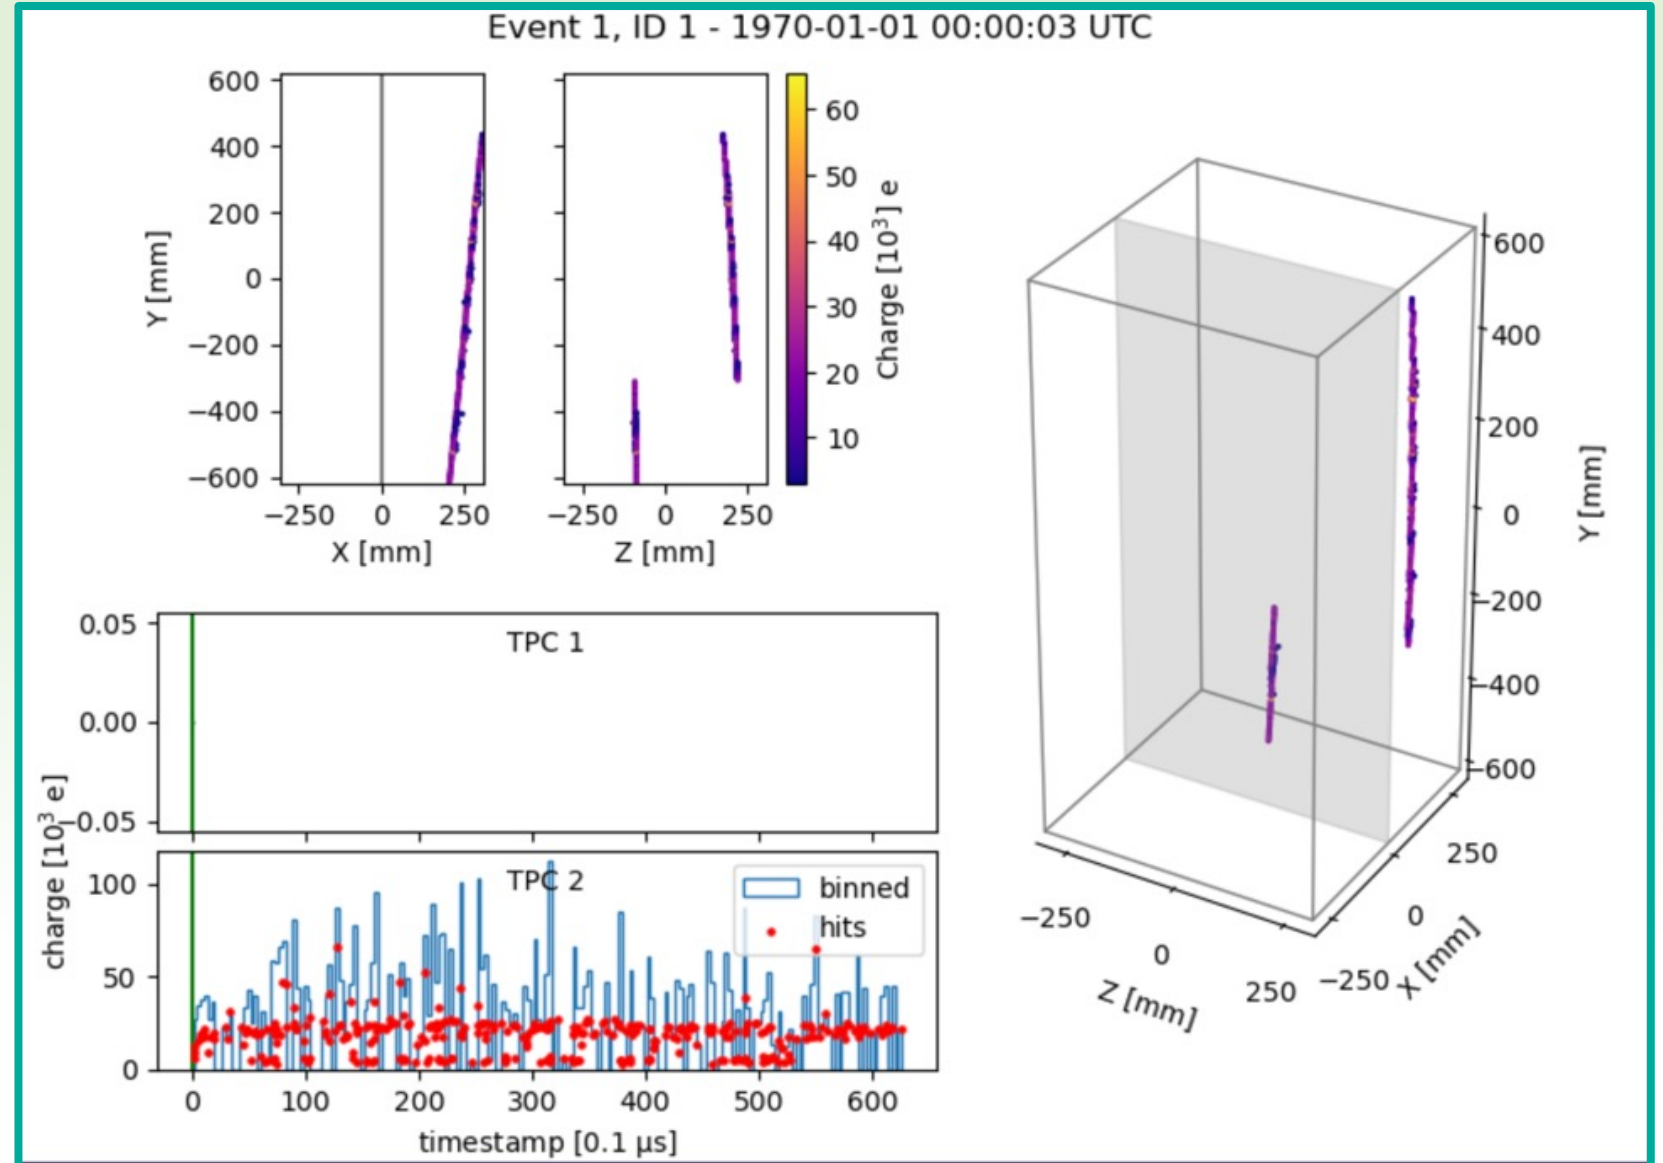 Event 1, ID 1 - 1970-01-01 00:00:03 UTC
600
400
200
0
−200
−400
−600
Y [mm]
−250 0 250
X [mm]
−250 0 250
Z [mm]
60
50
40
30
20
10
Charge [10³] e
600
400
200
0
−200
−400
−600
Y [mm]
−250
0
250
Z [mm]
−250
0
250
X [mm]
TPC 1
0.05
0.00
−0.05
charge [10³ e]
TPC 2
binned
hits
100
50
0
0 100 200 300 400 500 600
timestamp [0.1 µs]